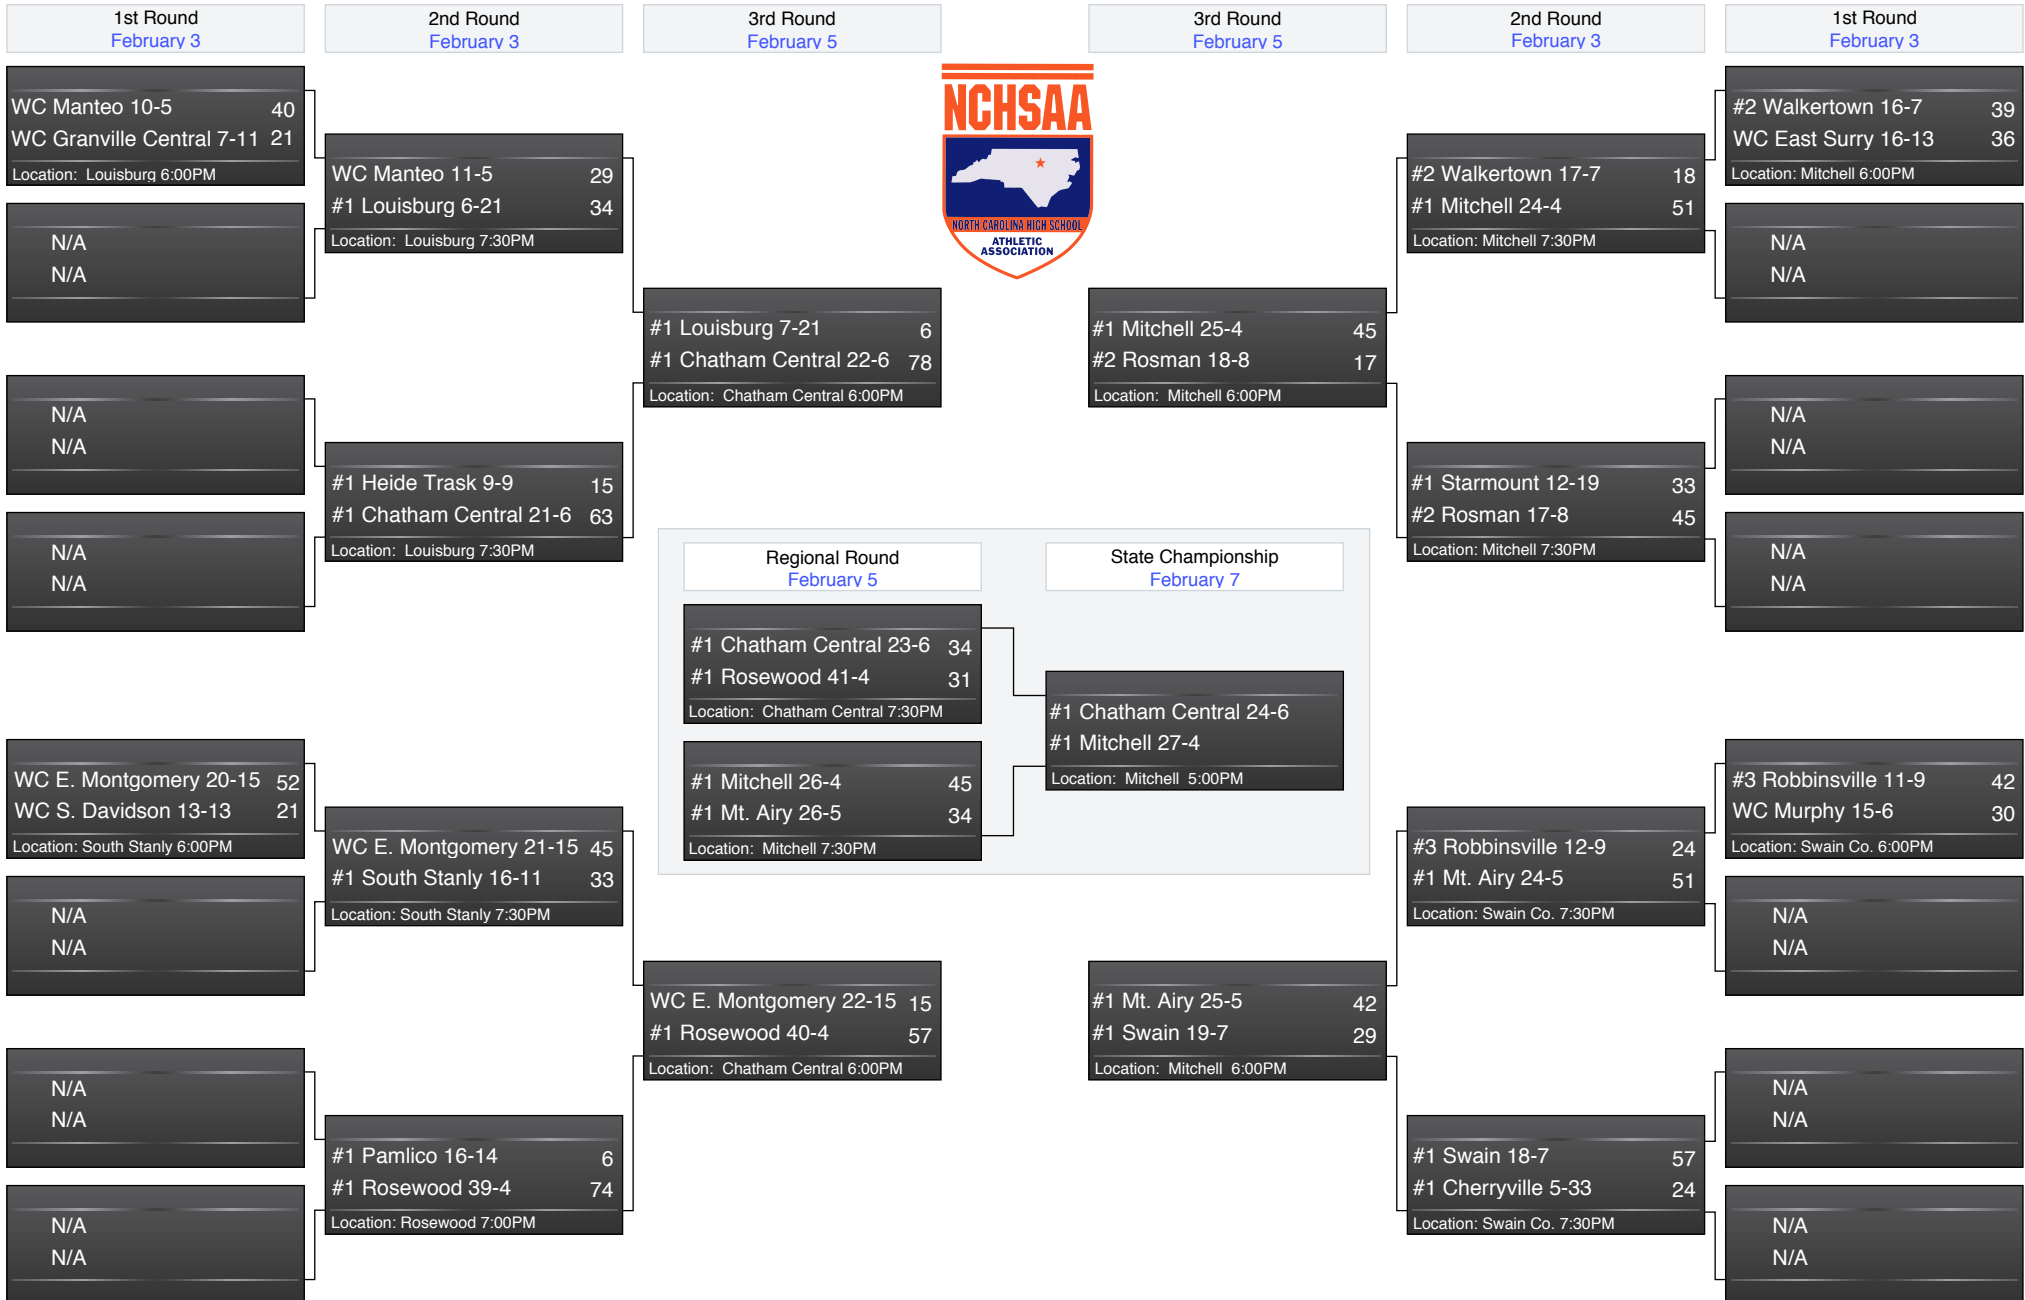 1st Round
February 3
2nd Round
February 3
3rd Round
February 5
3rd Round
February 5
2nd Round
February 3
1st Round
February 3
NCHSAA
NORTH CAROLINA HIGH SCHOOL
ATHLETIC
ASSOCIATION
WC Manteo 10-5 40
WC Granville Central 7-11 21
Location: Louisburg 6:00PM
N/A
N/A
N/A
N/A
N/A
N/A
WC E. Montgomery 20-15 52
WC S. Davidson 13-13 21
Location: South Stanly 6:00PM
N/A
N/A
N/A
N/A
N/A
N/A
WC Manteo 11-5 29
#1 Louisburg 6-21 34
Location: Louisburg 7:30PM
#1 Heide Trask 9-9 15
#1 Chatham Central 21-6 63
Location: Louisburg 7:30PM
WC E. Montgomery 21-15 45
#1 South Stanly 16-11 33
Location: South Stanly 7:30PM
#1 Pamlico 16-14 6
#1 Rosewood 39-4 74
Location: Rosewood 7:00PM
#1 Louisburg 7-21 6
#1 Chatham Central 22-6 78
Location: Chatham Central 6:00PM
WC E. Montgomery 22-15 15
#1 Rosewood 40-4 57
Location: Chatham Central 6:00PM
Regional Round
February 5
#1 Chatham Central 23-6 34
#1 Rosewood 41-4 31
Location: Chatham Central 7:30PM
#1 Mitchell 26-4 45
#1 Mt. Airy 26-5 34
Location: Mitchell 7:30PM
State Championship
February 7
#1 Chatham Central 24-6
#1 Mitchell 27-4
Location: Mitchell 5:00PM
#1 Mitchell 25-4 45
#2 Rosman 18-8 17
Location: Mitchell 6:00PM
#1 Mt. Airy 25-5 42
#1 Swain 19-7 29
Location: Mitchell 6:00PM
#2 Walkertown 17-7 18
#1 Mitchell 24-4 51
Location: Mitchell 7:30PM
#1 Starmount 12-19 33
#2 Rosman 17-8 45
Location: Mitchell 7:30PM
#3 Robbinsville 12-9 24
#1 Mt. Airy 24-5 51
Location: Swain Co. 7:30PM
#1 Swain 18-7 57
#1 Cherryville 5-33 24
Location: Swain Co. 7:30PM
#2 Walkertown 16-7 39
WC East Surry 16-13 36
Location: Mitchell 6:00PM
N/A
N/A
N/A
N/A
N/A
N/A
#3 Robbinsville 11-9 42
WC Murphy 15-6 30
Location: Swain Co. 6:00PM
N/A
N/A
N/A
N/A
N/A
N/A